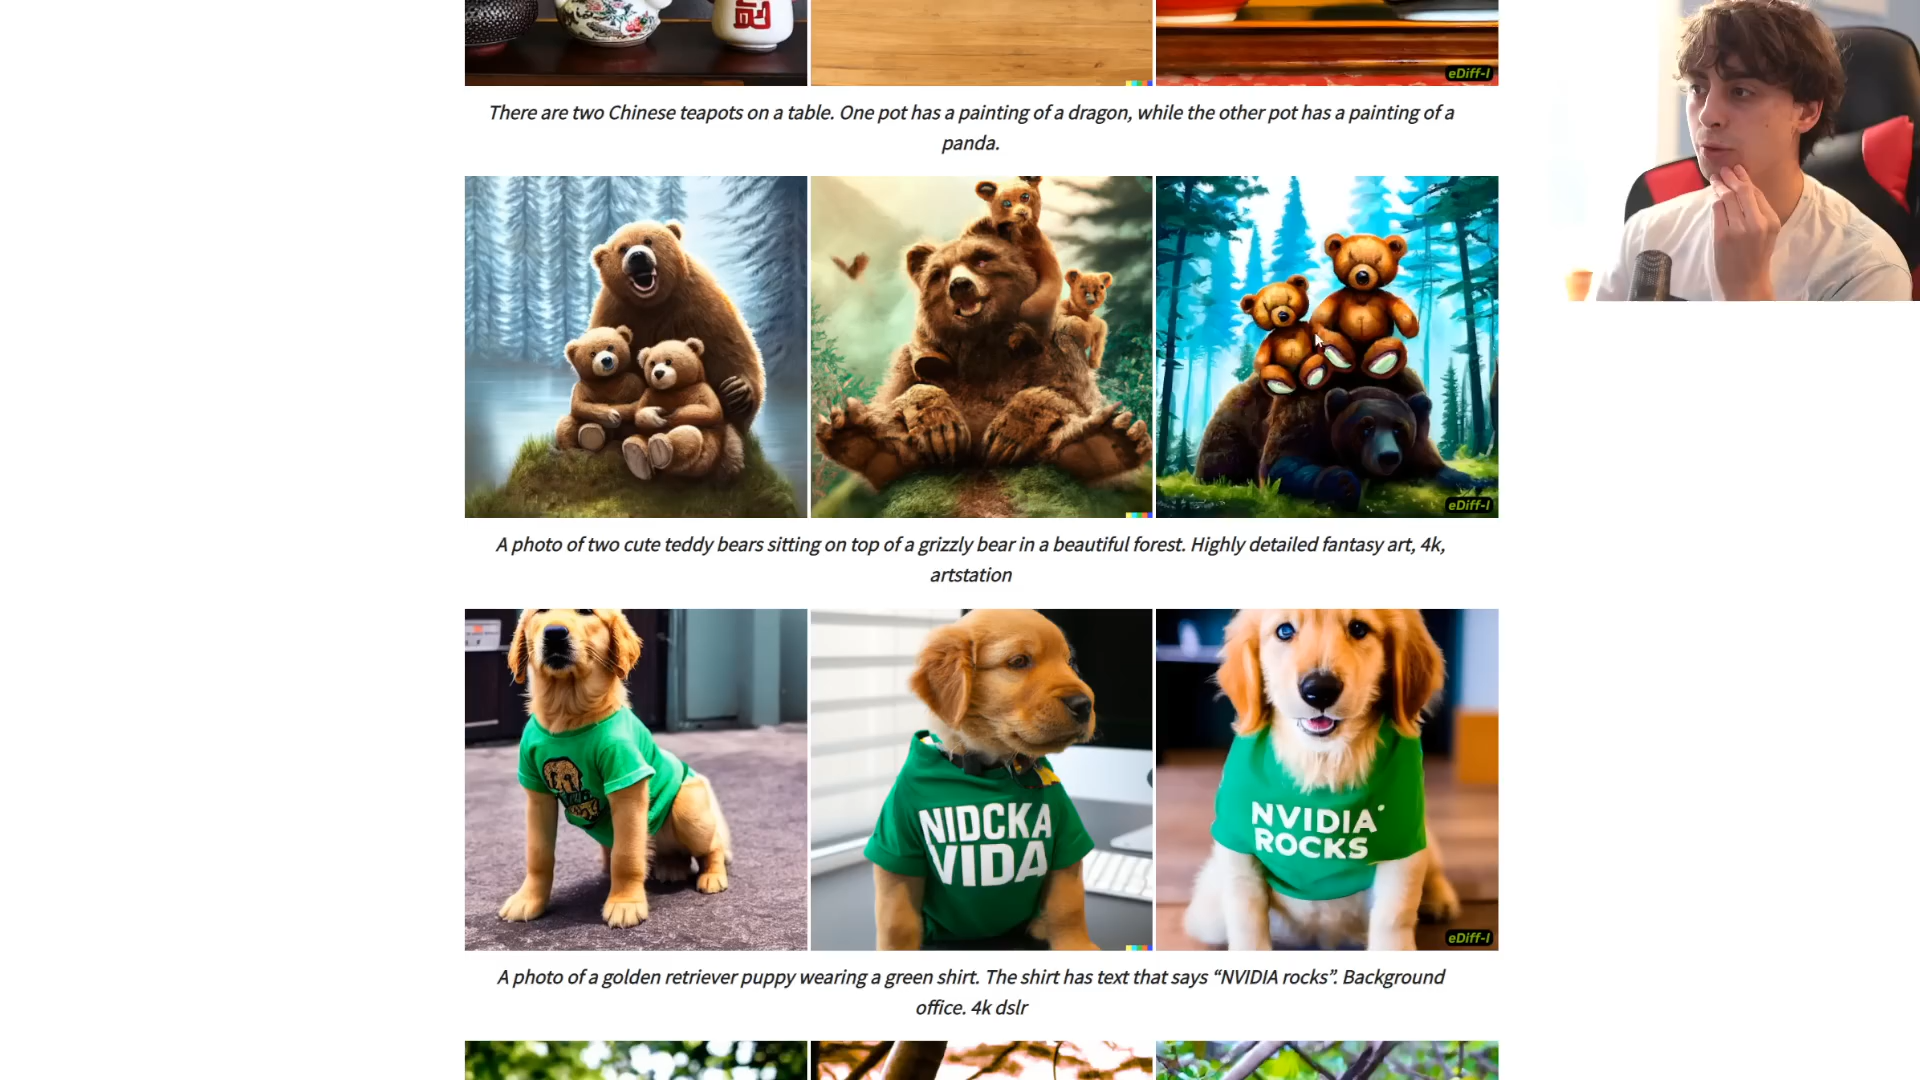 eDiff-I
There are two Chinese teapots on a table. One pot has a painting of a dragon, while the other pot has a painting of a
panda.
eDiff-I
A photo of two cute teddy bears sitting on top of a grizzly bear in a beautiful forest. Highly detailed fantasy art, 4k,
artstation
NIDCKA
VIDA
NVIDIA
ROCKS
eDiff-I
A photo of a golden retriever puppy wearing a green shirt. The shirt has text that says “NVIDIA rocks”. Background
office. 4k dslr